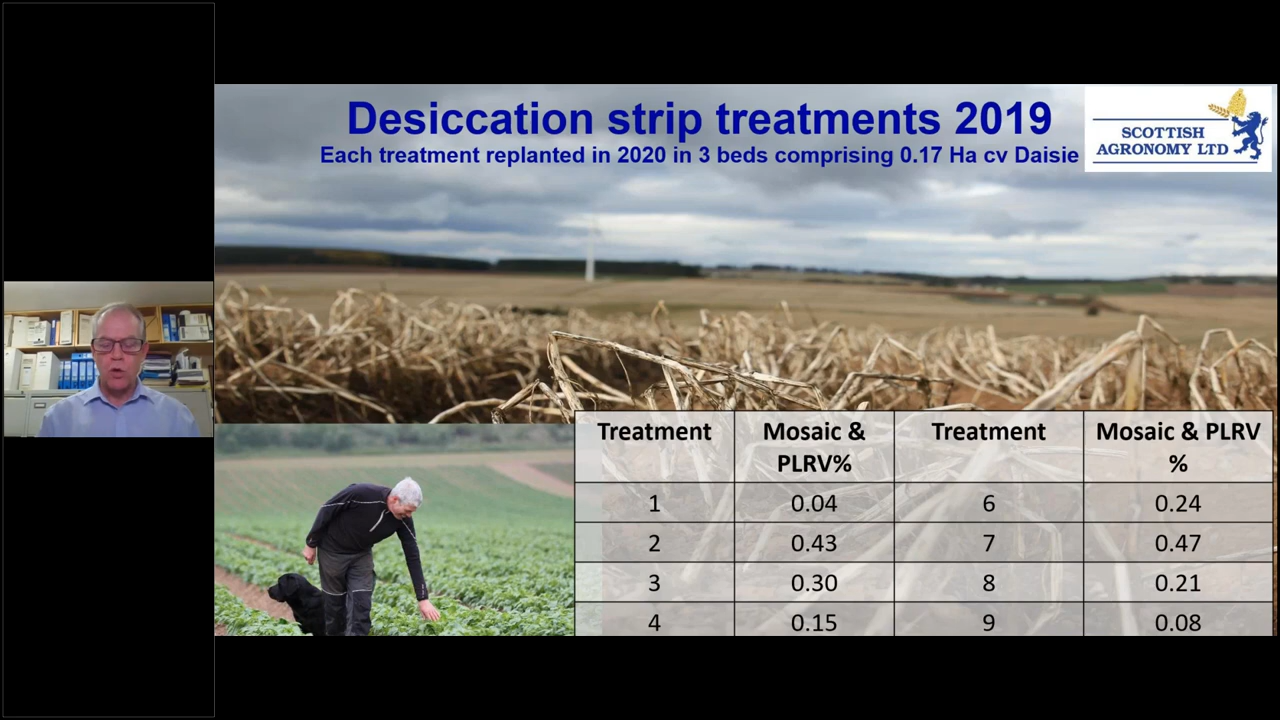 Desiccation strip treatments 2019
Each treatment replanted in 2020 in 3 beds comprising 0.17 Ha cv Daisie
SCOTTISH
AGRONOMY LTD
Treatment Mosaic & PLRV% Treatment Mosaic & PLRV %
1 0.04 6 0.24
2 0.43 7 0.47
3 0.30 8 0.21
4 0.15 9 0.08